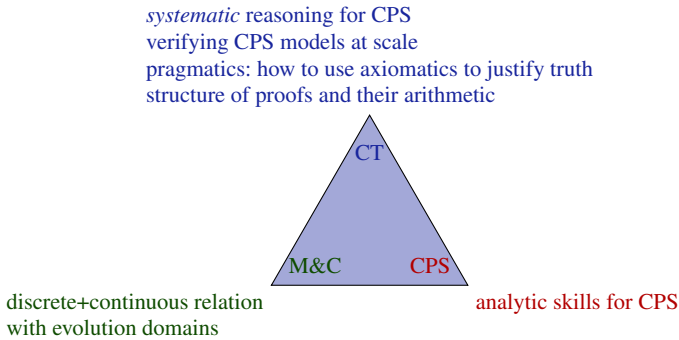 systematic reasoning for CPS
verifying CPS models at scale
pragmatics: how to use axiomatics to justify truth
structure of proofs and their arithmetic
CT
M&C
CPS
discrete+continuous relation
with evolution domains
analytic skills for CPS